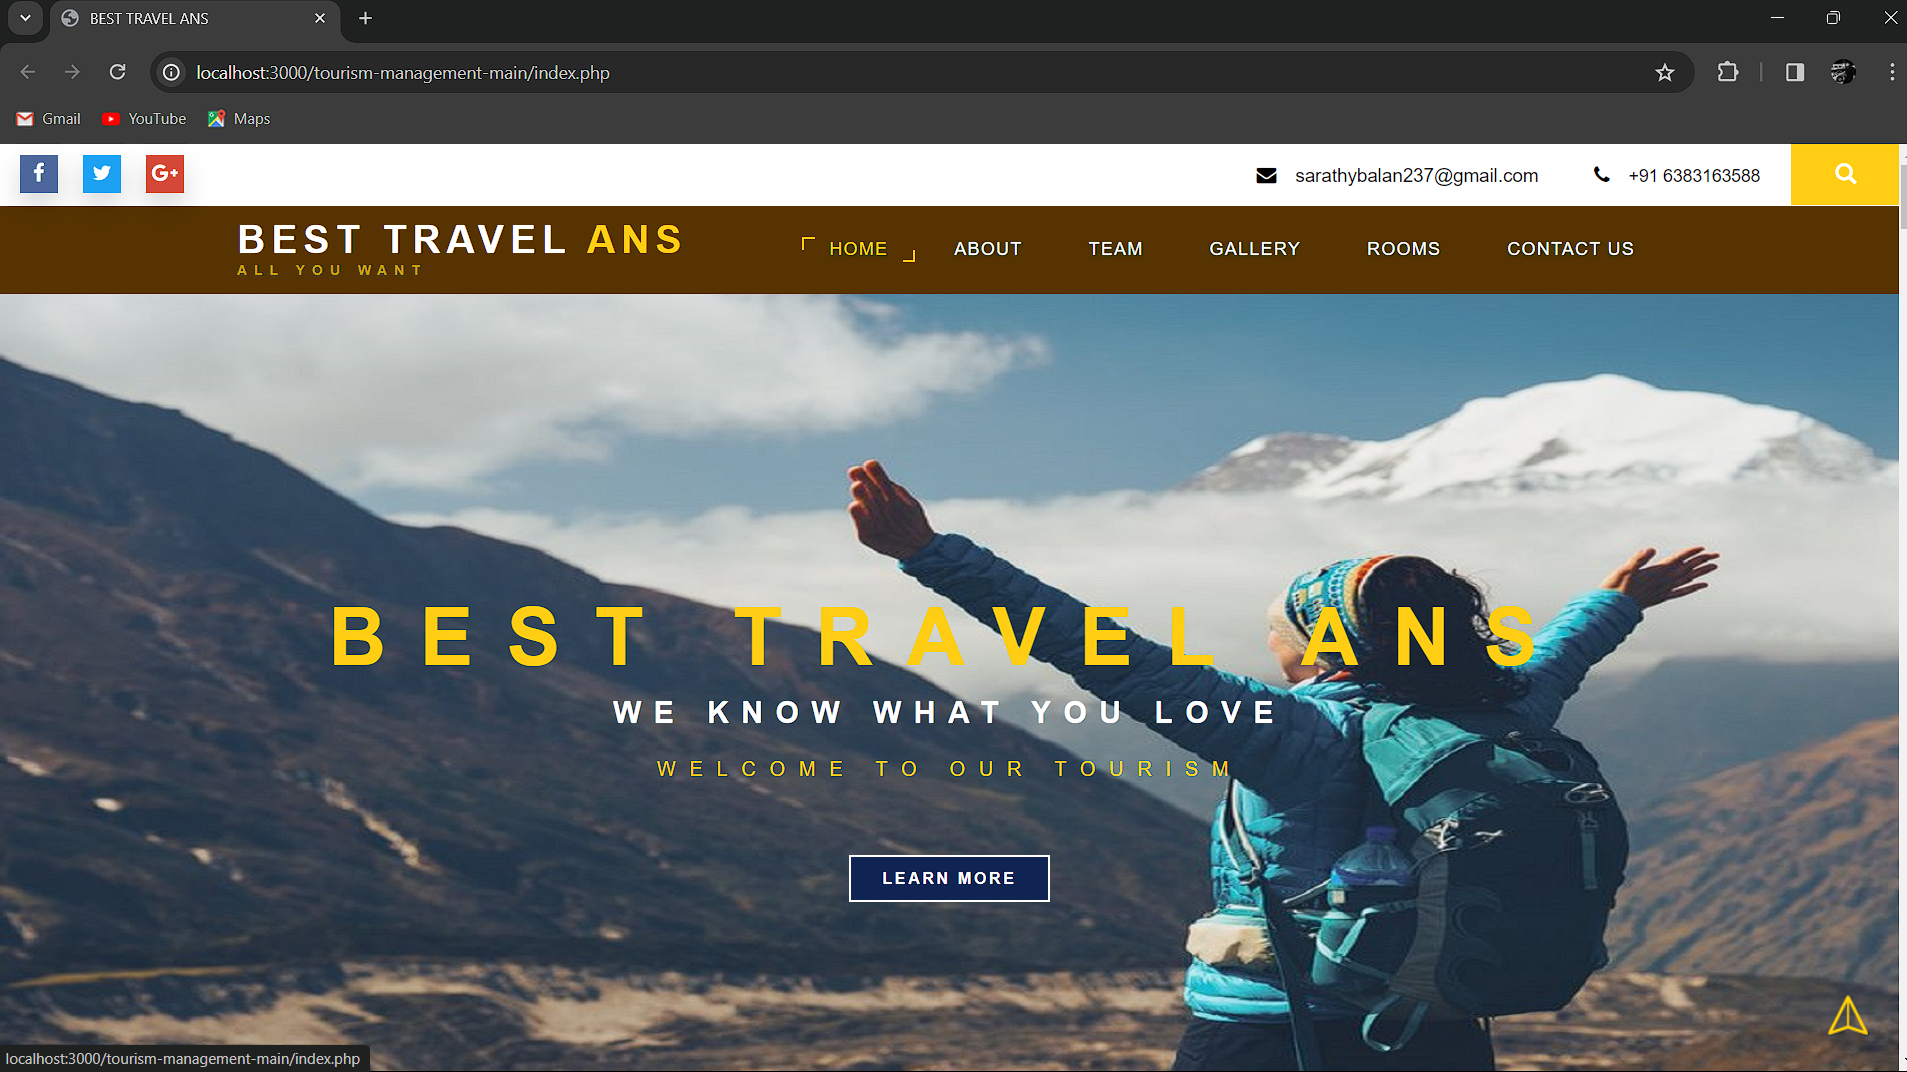 BEST TRAVEL ANS
localhost:3000/tourism-management-main/index.php
Gmail YouTube Maps
f G+ sarathybalan237@gmail.com +91 6383163588
BEST TRAVEL ANS
ALL YOU WANT
HOME ABOUT TEAM GALLERY ROOMS CONTACT US
BEST TRAVEL ANS
WE KNOW WHAT YOU LOVE
WELCOME TO OUR TOURISM
LEARN MORE
localhost:3000/tourism-management-main/index.php